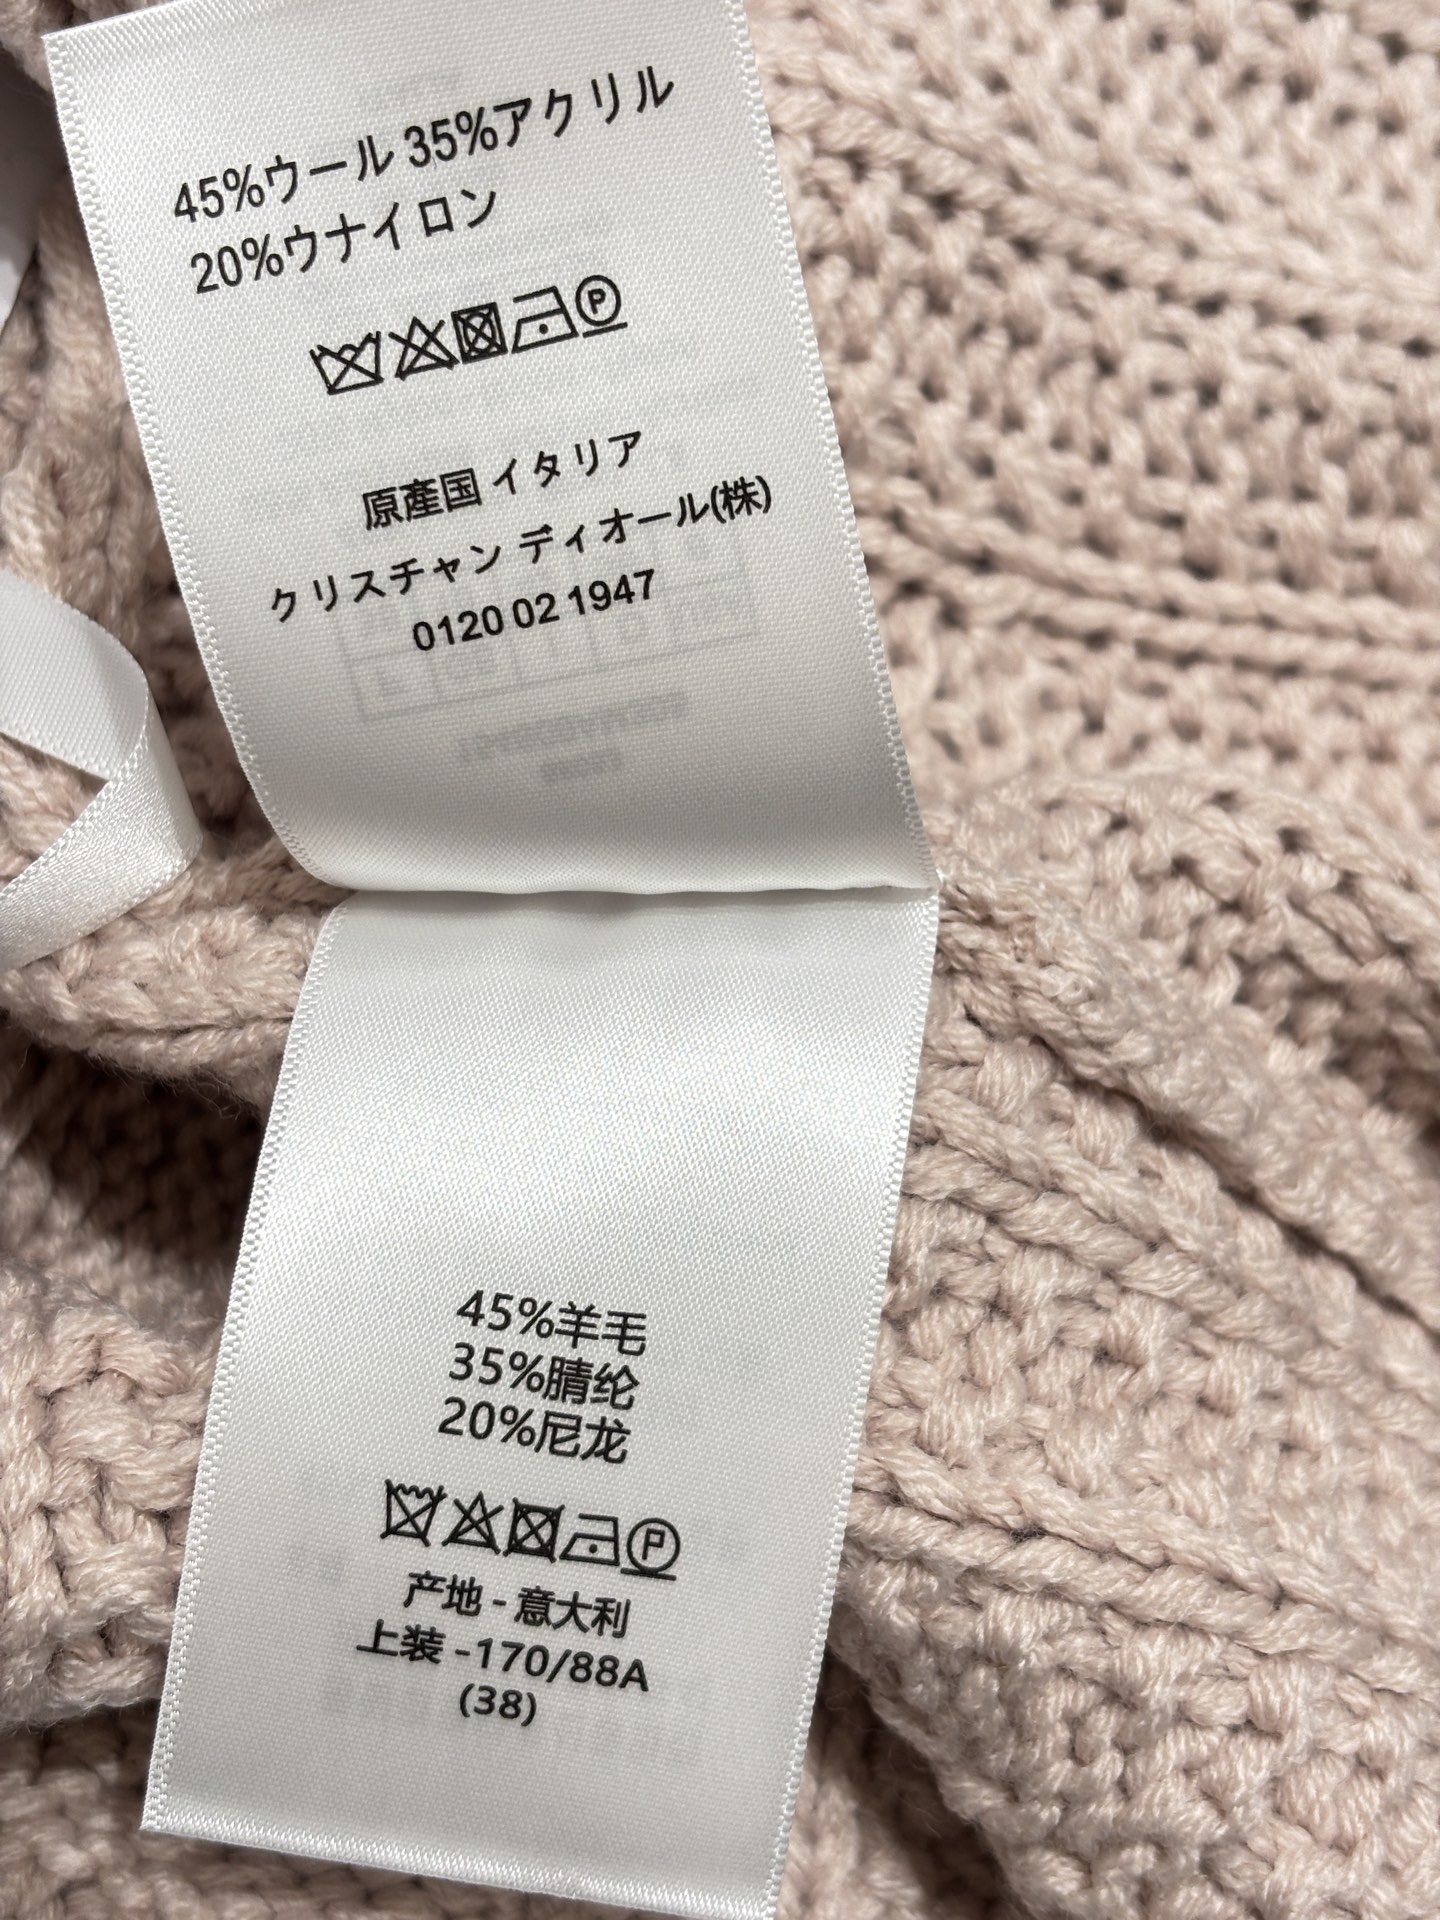 45%ウール 35%アクリル
20%ウナイロン
原産国 イタリア
クリスチャン ディオール(株)
0120 02 1947
45%羊毛
35%腈纶
20%尼龙
产地 - 意大利
上装 -170/88A
(38)